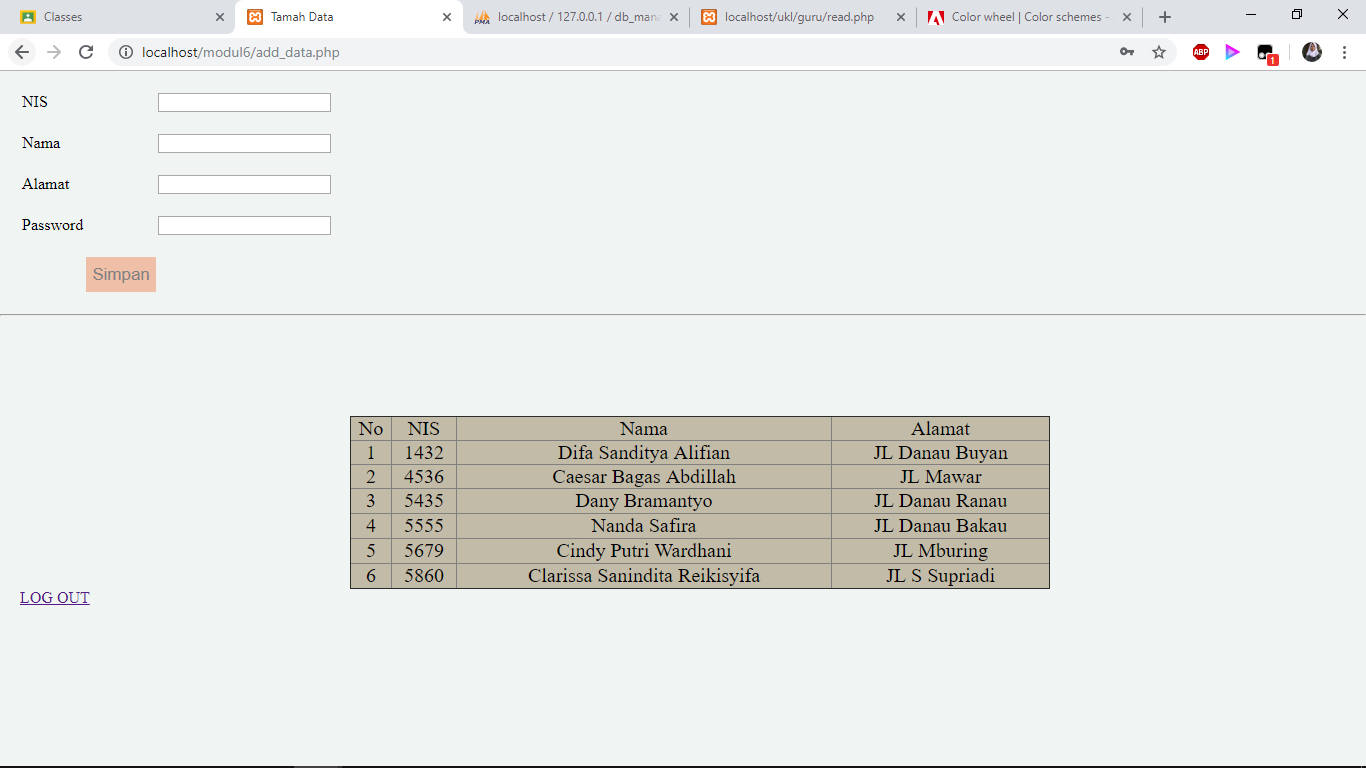 Classes
Tamah Data
localhost / 127.0.0.1 / db_mana
localhost/ukl/guru/read.php
Color wheel | Color schemes -
localhost/modul6/add_data.php
ABP
1
NIS
Nama
Alamat
Password
Simpan
No NIS Nama Alamat
1 1432 Difa Sanditya Alifian JL Danau Buyan
2 4536 Caesar Bagas Abdillah JL Mawar
3 5435 Dany Bramantyo JL Danau Ranau
4 5555 Nanda Safira JL Danau Bakau
5 5679 Cindy Putri Wardhani JL Mburing
6 5860 Clarissa Sanindita Reikisyifa JL S Supriadi
LOG OUT